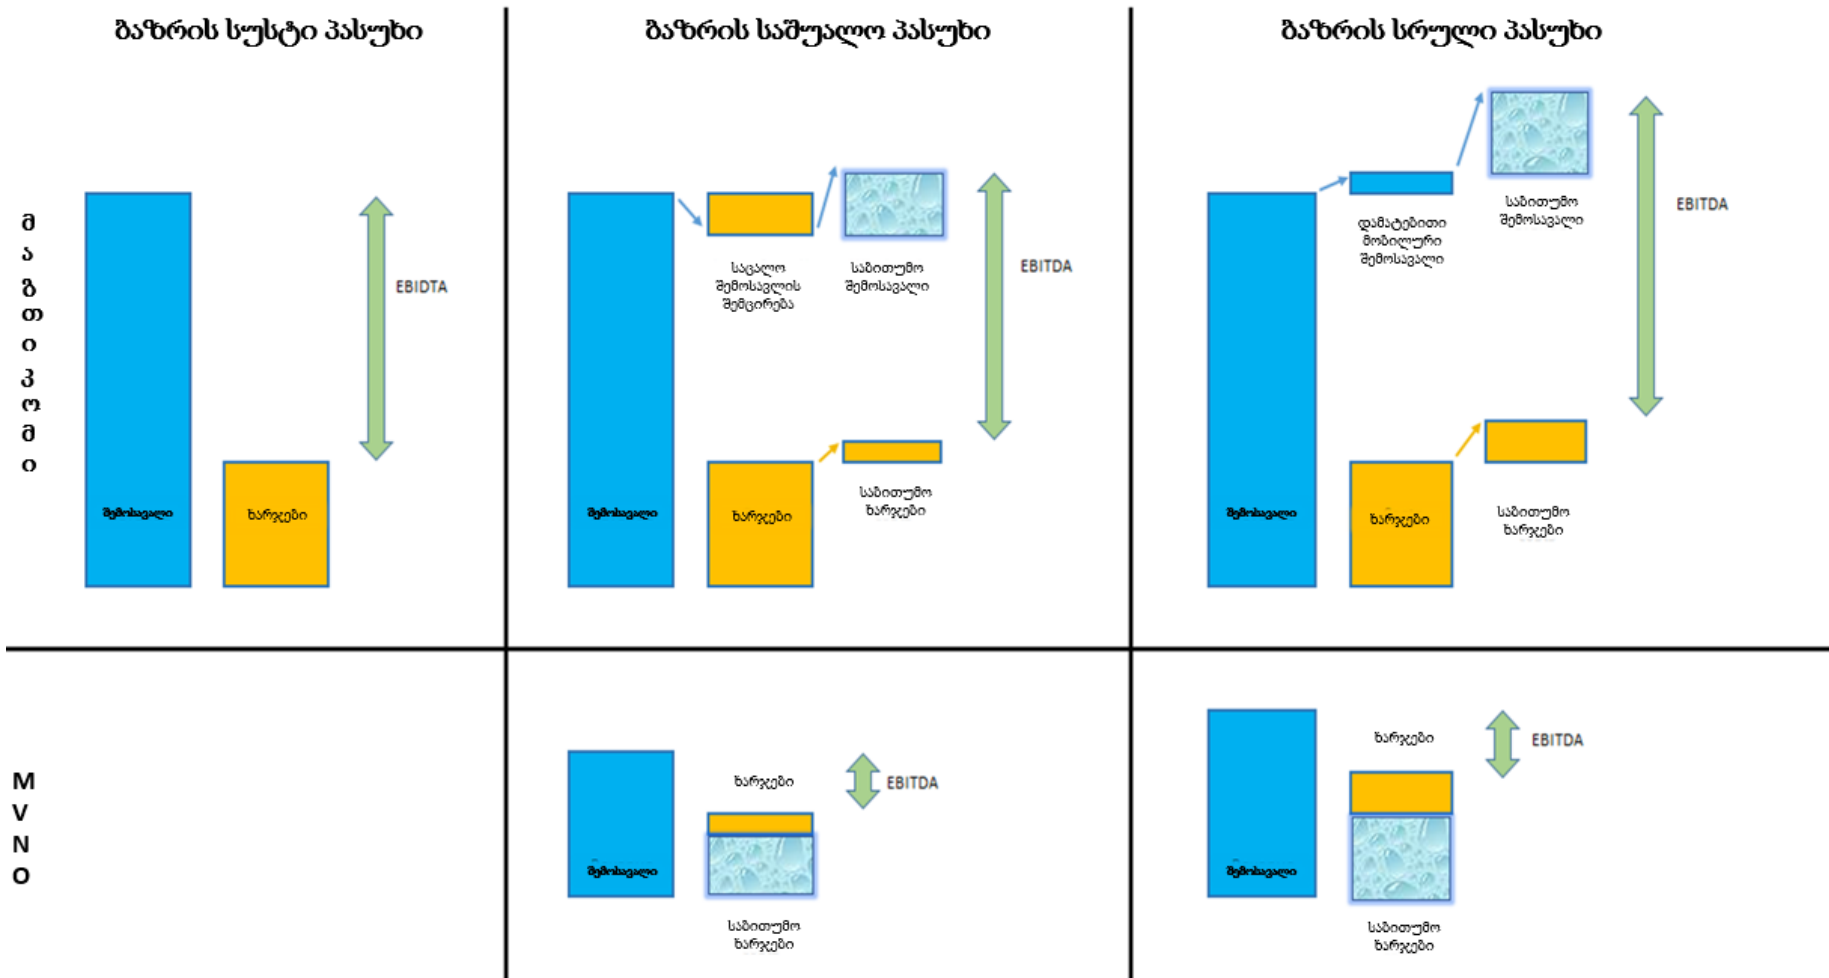 ბაზრის სუსტი პასუხი
ბაზრის საშუალო პასუხი
ბაზრის სრული პასუხი
მაგთიკომი
EBIDTA
შემოსავალი
ხარჯები
საცალო
შემოსავლის
შემცირება
საბითუმო
შემოსავალი
EBITDA
შემოსავალი
ხარჯები
საბითუმო
ხარჯები
დამატებითი
მობილური
შემოსავალი
საბითუმო
შემოსავალი
EBITDA
შემოსავალი
ხარჯები
საბითუმო
ხარჯები
MVNO
ხარჯები
EBITDA
შემოსავალი
საბითუმო
ხარჯები
ხარჯები
EBITDA
შემოსავალი
საბითუმო
ხარჯები